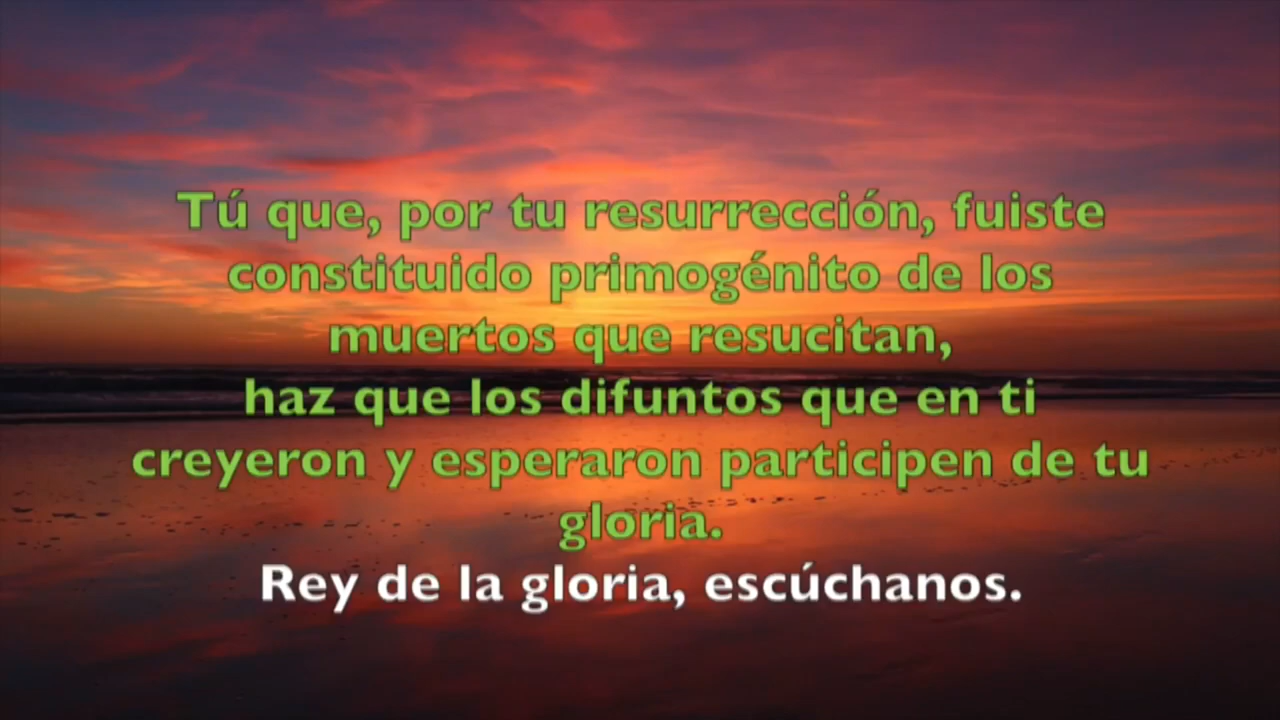 Tú que, por tu resurrección, fuiste
constituido primogénito de los
muertos que resucitan,
haz que los difuntos que en ti
creyeron y esperaron participen de tu
gloria.
Rey de la gloria, escúchanos.